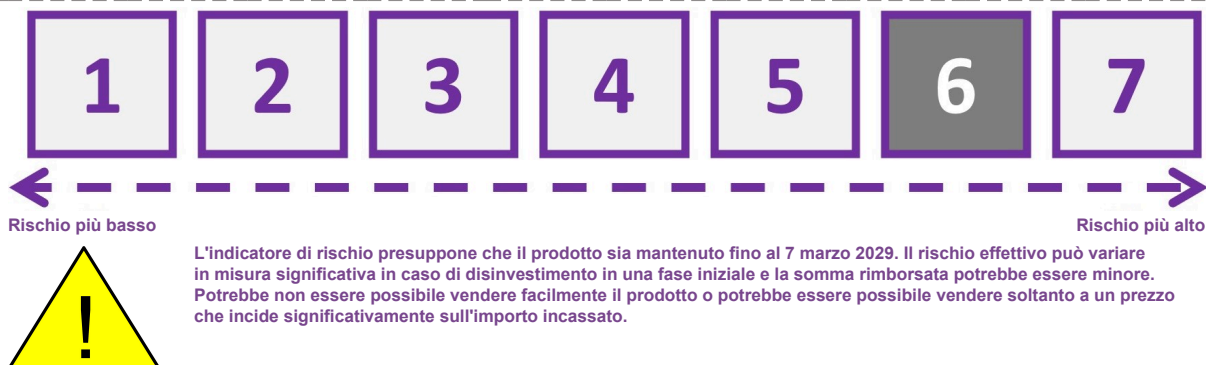 1 2 3 4 5 6 7
Rischio più basso Rischio più alto
L'indicatore di rischio presuppone che il prodotto sia mantenuto fino al 7 marzo 2029. Il rischio effettivo può variare
in misura significativa in caso di disinvestimento in una fase iniziale e la somma rimborsata potrebbe essere minore.
Potrebbe non essere possibile vendere facilmente il prodotto o potrebbe essere possibile vendere soltanto a un prezzo
che incide significativamente sull'importo incassato.
!